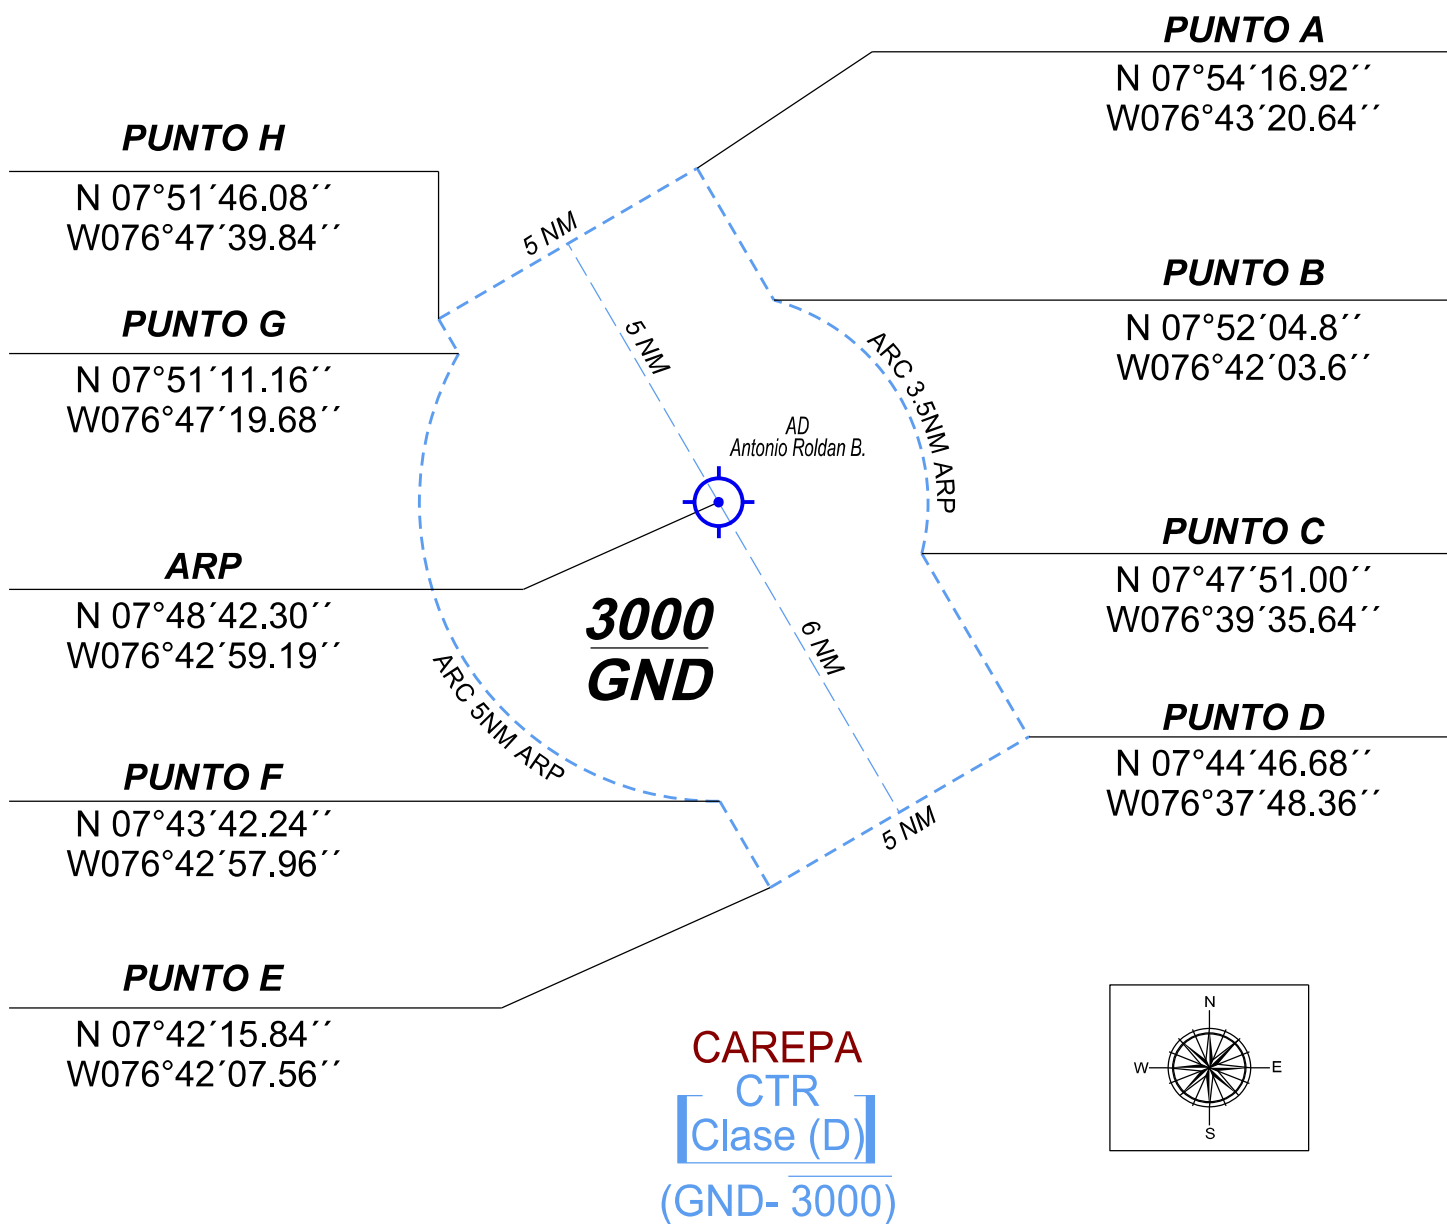 PUNTO A
N 07°54´16.92´´
W076°43´20.64´´
PUNTO H
N 07°51´46.08´´
W076°47´39.84´´
5 NM
PUNTO B
N 07°52´04.8´´
W076°42´03.6´´
PUNTO G
N 07°51´11.16´´
W076°47´19.68´´
5 NM
ARC 3.5NM ARP
AD
Antonio Roldan B.
PUNTO C
N 07°47´51.00´´
W076°39´35.64´´
ARP
N 07°48´42.30´´
W076°42´59.19´´
3000
GND
6 NM
ARC 5NM ARP
PUNTO D
N 07°44´46.68´´
W076°37´48.36´´
PUNTO F
N 07°43´42.24´´
W076°42´57.96´´
5 NM
PUNTO E
N 07°42´15.84´´
W076°42´07.56´´
CAREPA
CTR
Clase (D)
(GND- 3000)
N
W
E
S